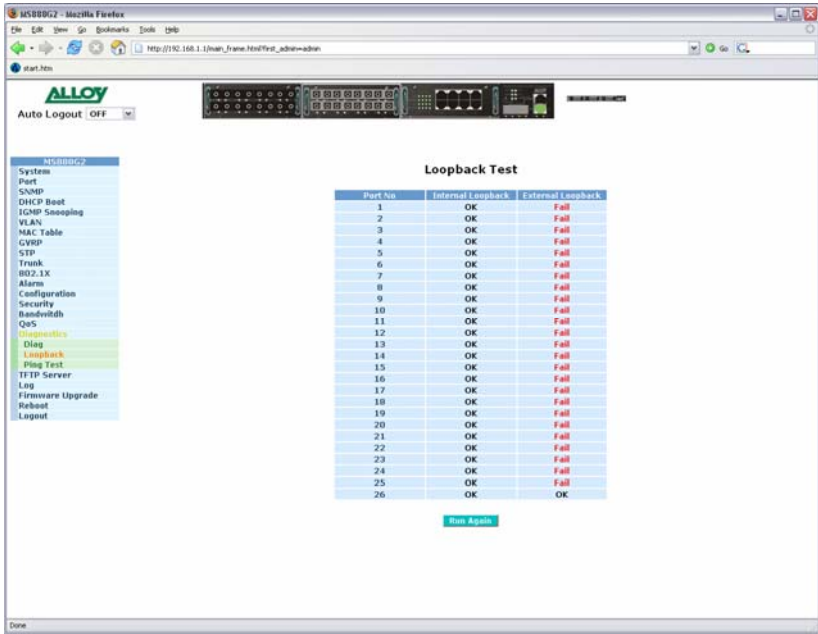 MS880G2 - Mozilla Firefox
File Edit View Go Bookmarks Tools Help
http://192.168.1.1/main_frame.html?first_admin=admin
Go
start.htm
ALLOY
Auto Logout OFF
MS880G2
System
Port
SNMP
DHCP Boot
IGMP Snooping
VLAN
MAC Table
GVRP
STP
Trunk
802.1X
Alarm
Configuration
Security
Bandwitdh
QoS
Diagnostics
Diag
Loopback
Ping Test
TFTP Server
Log
Firmware Upgrade
Reboot
Logout
Loopback Test
Port No Internal Loopback External Loopback
1 OK Fail
2 OK Fail
3 OK Fail
4 OK Fail
5 OK Fail
6 OK Fail
7 OK Fail
8 OK Fail
9 OK Fail
10 OK Fail
11 OK Fail
12 OK Fail
13 OK Fail
14 OK Fail
15 OK Fail
16 OK Fail
17 OK Fail
18 OK Fail
19 OK Fail
20 OK Fail
21 OK Fail
22 OK Fail
23 OK Fail
24 OK Fail
25 OK Fail
26 OK OK
Run Again
Done